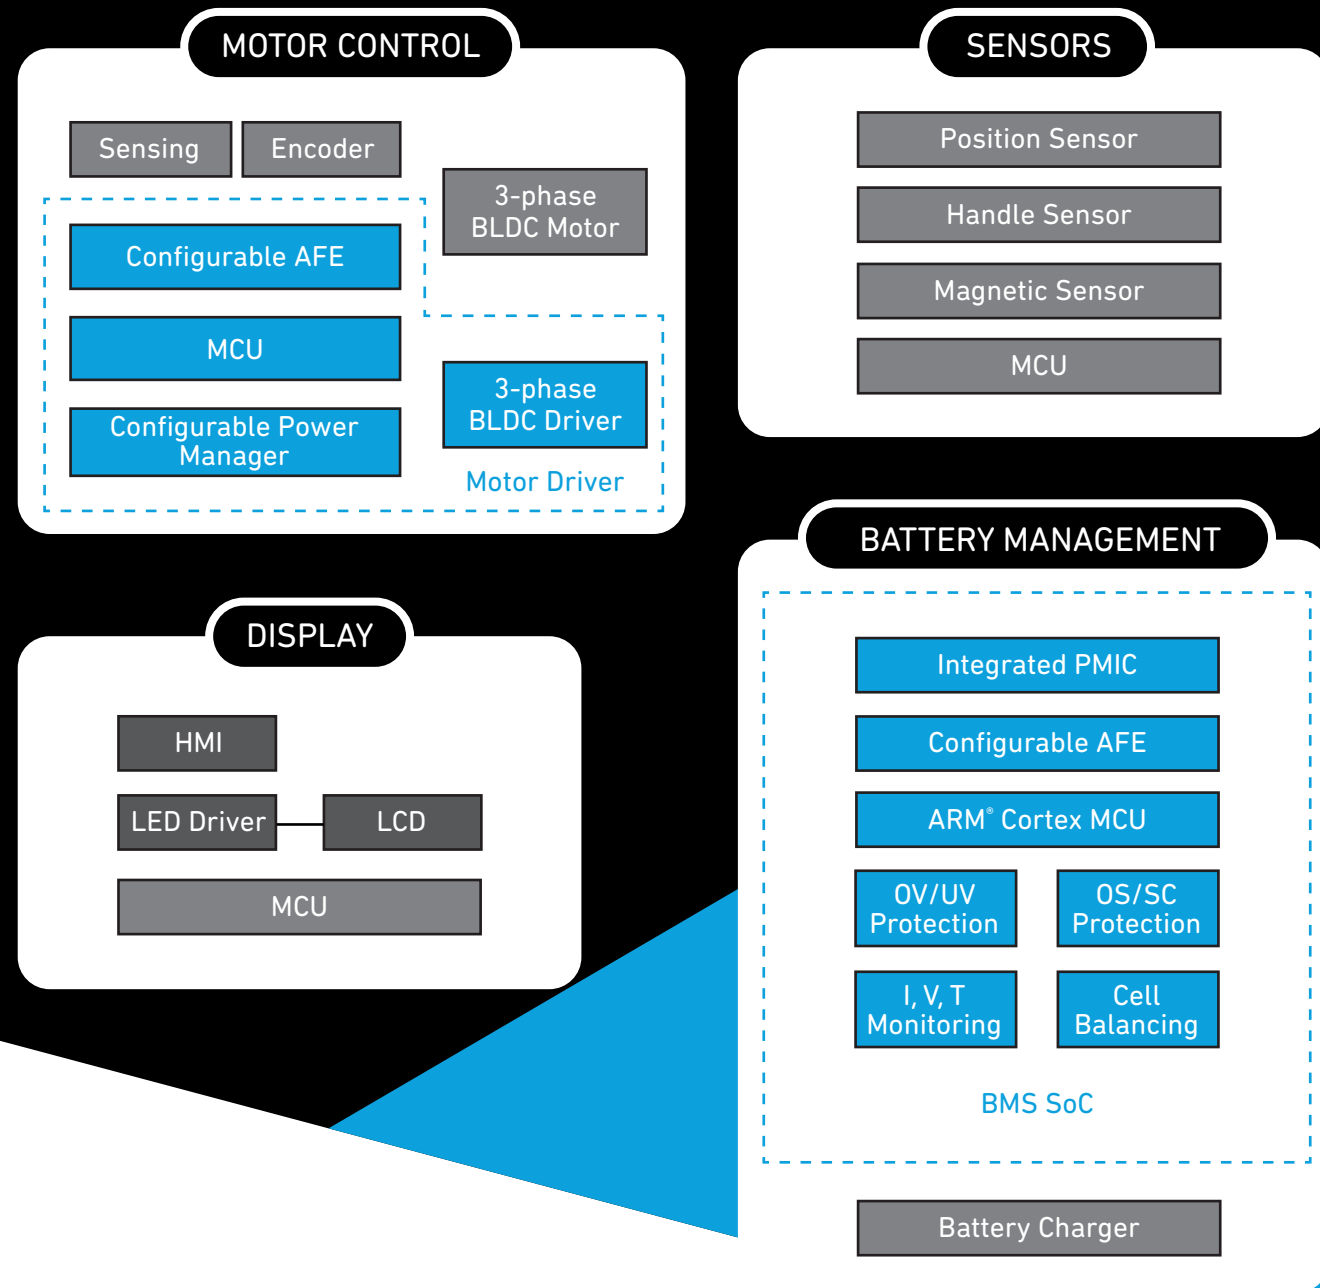 MOTOR CONTROL
Sensing
Encoder
3-phase
BLDC Motor
Configurable AFE
MCU
Configurable Power
Manager
3-phase
BLDC Driver
Motor Driver
SENSORS
Position Sensor
Handle Sensor
Magnetic Sensor
MCU
DISPLAY
HMI
LED Driver
LCD
MCU
BATTERY MANAGEMENT
Integrated PMIC
Configurable AFE
ARM® Cortex MCU
OV/UV
Protection
OS/SC
Protection
I, V, T
Monitoring
Cell
Balancing
BMS SoC
Battery Charger